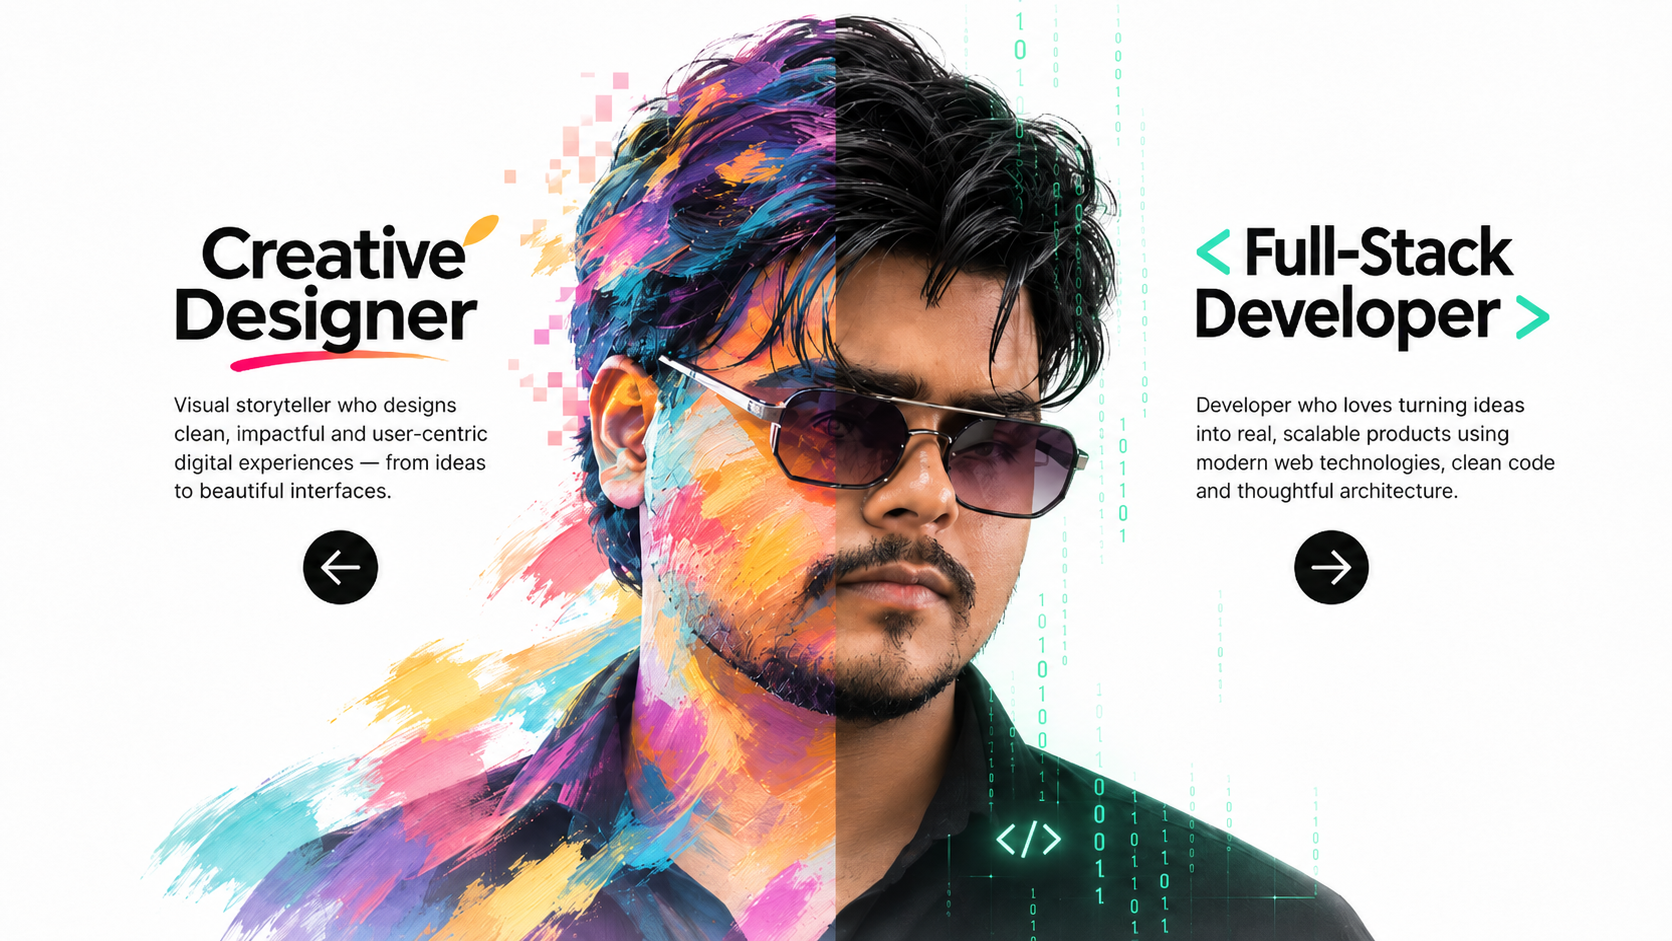 Creative
Designer
Visual storyteller who designs
clean, impactful and user-centric
digital experiences — from ideas
to beautiful interfaces.
< Full-Stack
Developer >
Developer who loves turning ideas
into real, scalable products using
modern web technologies, clean code
and thoughtful architecture.
</>